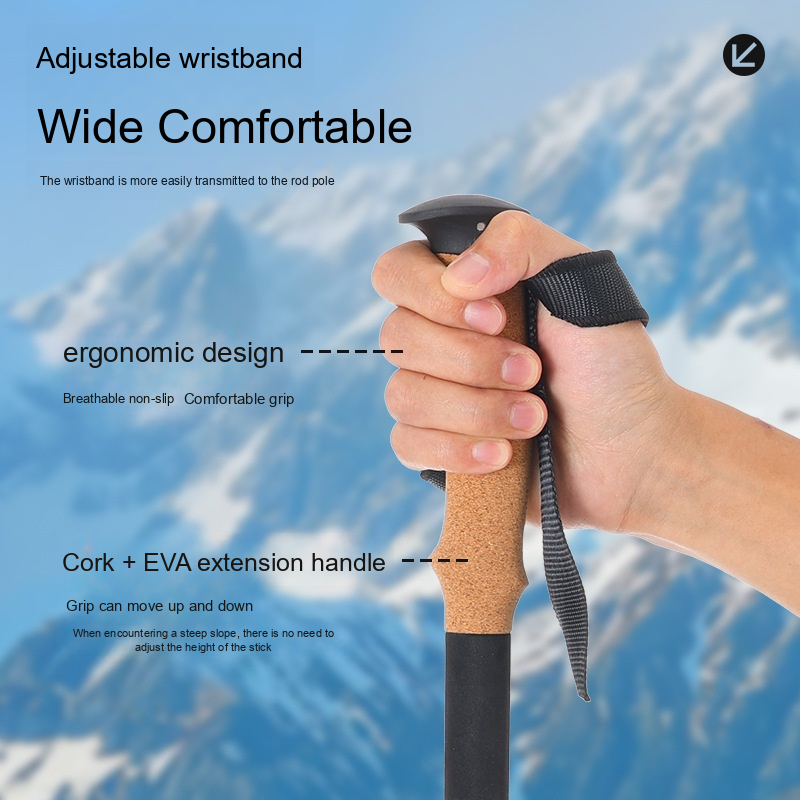 Adjustable wristband
Wide Comfortable
The wristband is more easily transmitted to the rod pole
ergonomic design
Breathable non-slip Comfortable grip
Cork + EVA extension handle
Grip can move up and down
When encountering a steep slope, there is no need to
adjust the height of the stick